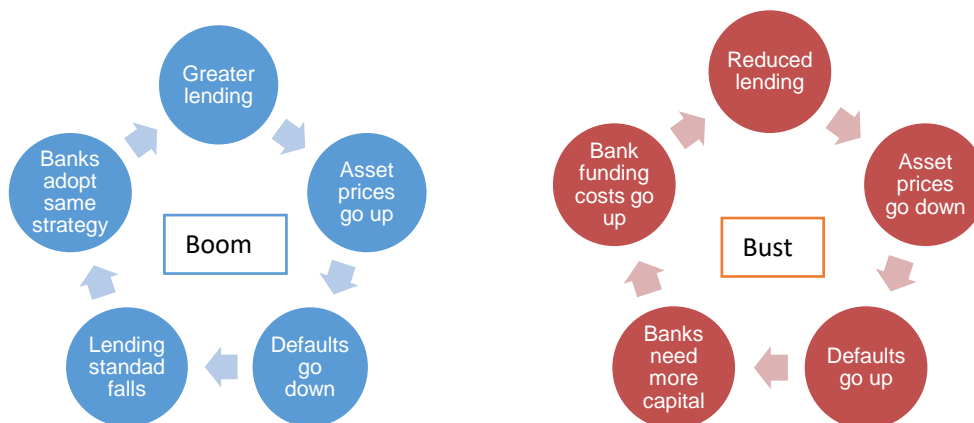 Greater
lending
Asset
prices
go up
Defaults
go
down
Lending
standad
falls
Banks
adopt
same
strategy
Boom
Reduced
lending
Asset
prices
go down
Defaults
go up
Banks
need
more
capital
Bank
funding
costs go
up
Bust